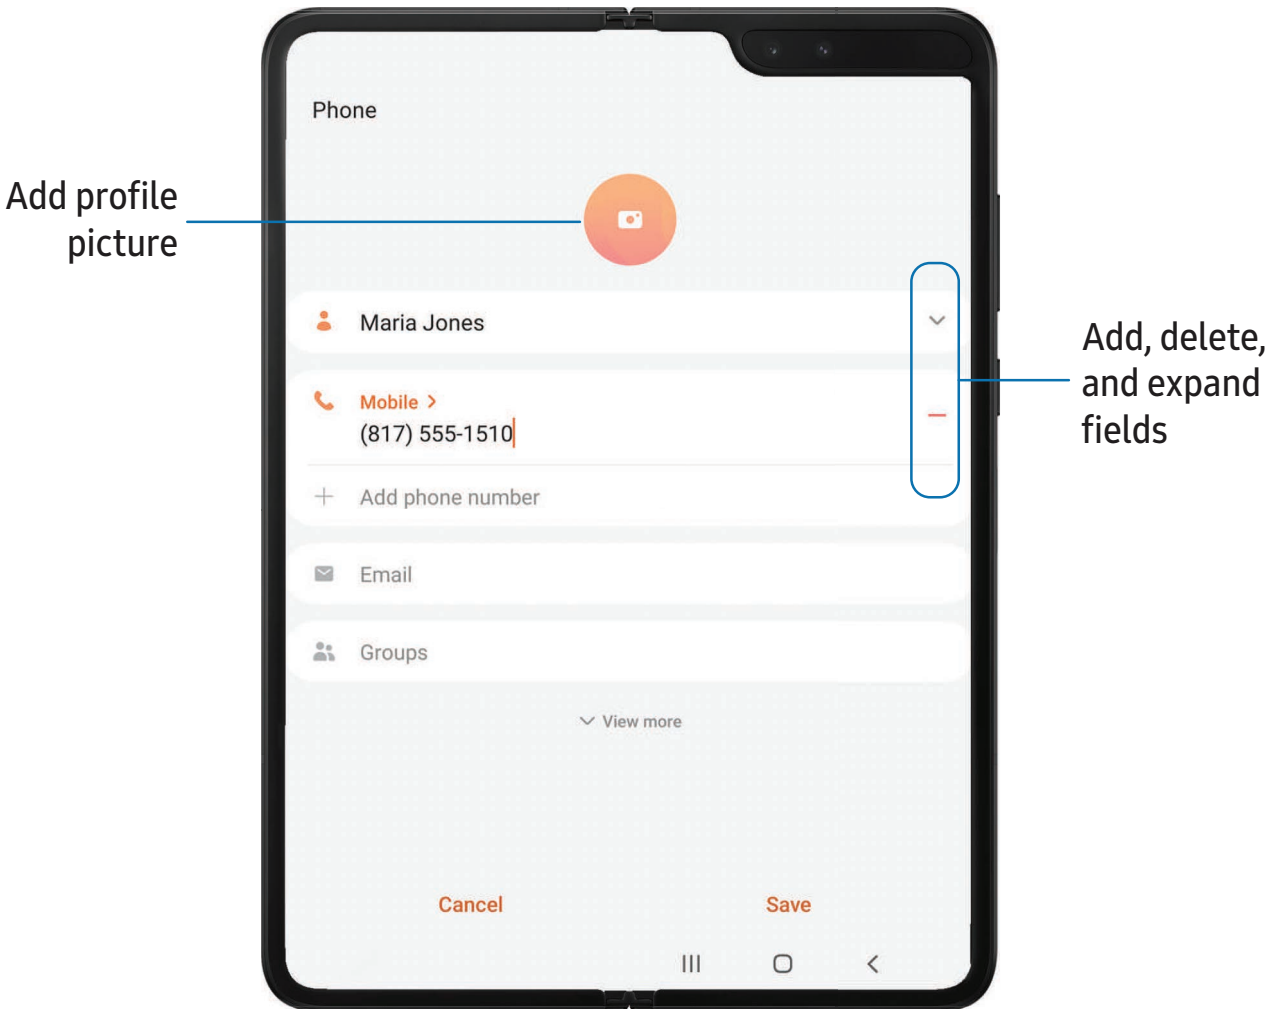 Phone
Add profile
picture
Maria Jones
Add, delete,
and expand
fields
Mobile >
(817) 555-1510
Add phone number
Email
Groups
View more
Cancel
Save